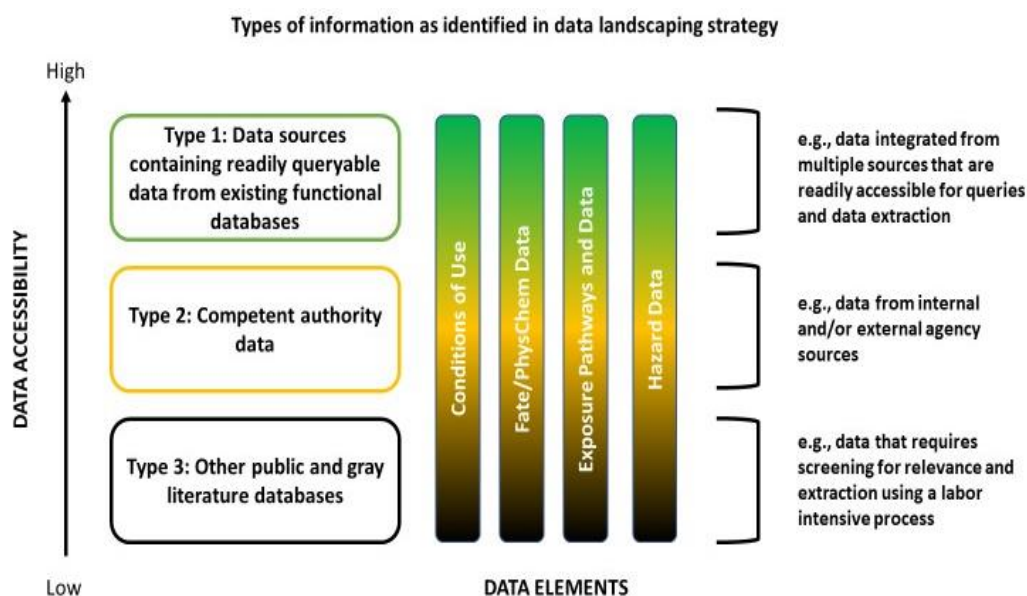 Types of information as identified in data landscaping strategy
High
DATA ACCESSIBILITY
Low
Type 1: Data sources
containing readily queryable
data from existing functional
databases
Type 2: Competent authority
data
Type 3: Other public and gray
literature databases
Conditions of Use
Fate/PhysChem Data
Exposure Pathways and Data
Hazard Data
e.g., data integrated from
multiple sources that are
readily accessible for queries
and data extraction
e.g., data from internal
and/or external agency
sources
e.g., data that requires
screening for relevance and
extraction using a labor
intensive process
DATA ELEMENTS